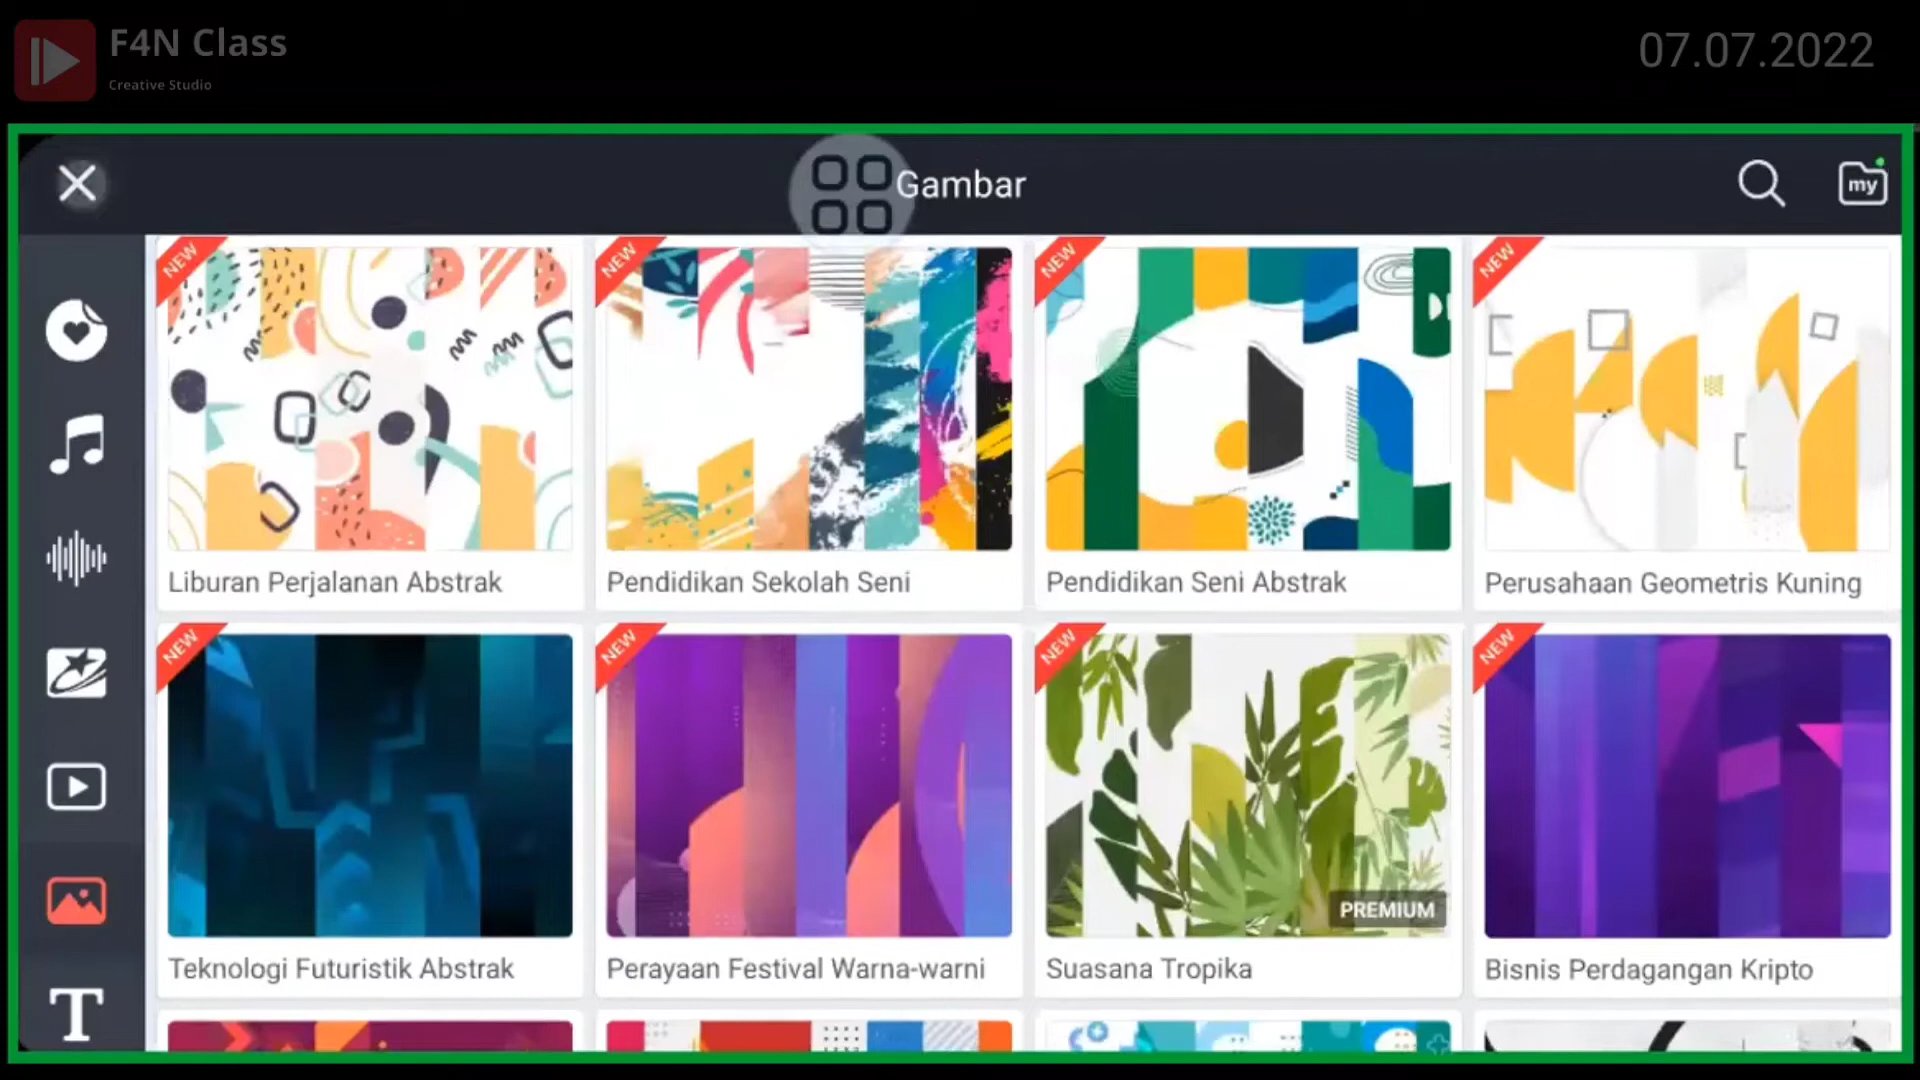 F4N Class
Creative Studio
07.07.2022
Gambar
my
NEW
NEW
NEW
NEW
Liburan Perjalanan Abstrak
Pendidikan Sekolah Seni
Pendidikan Seni Abstrak
Perusahaan Geometris Kuning
NEW
NEW
NEW
NEW
PREMIUM
Teknologi Futuristik Abstrak
Perayaan Festival Warna-warni
Suasana Tropika
Bisnis Perdagangan Kripto
T